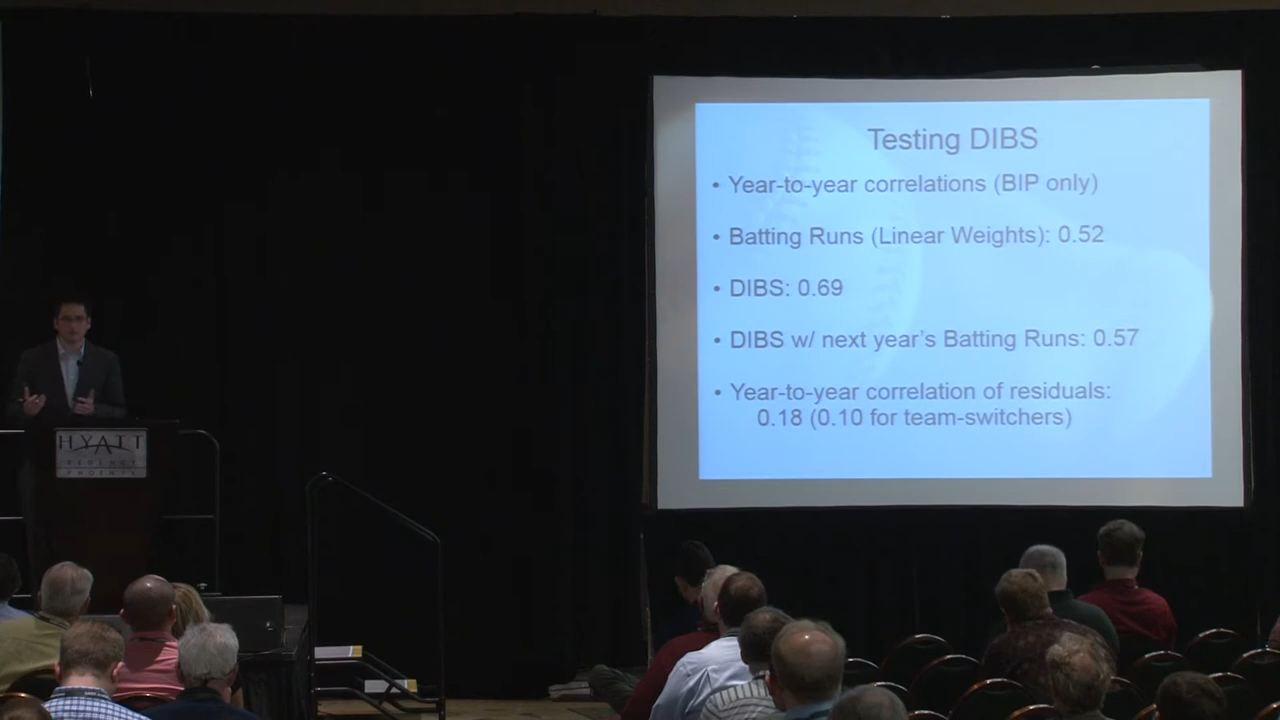 Testing DIBS
• Year-to-year correlations (BIP only)
• Batting Runs (Linear Weights): 0.52
• DIBS: 0.69
• DIBS w/ next year's Batting Runs: 0.57
• Year-to-year correlation of residuals:
0.18 (0.10 for team-switchers)
HYATT
REGENCY
PHOENIX